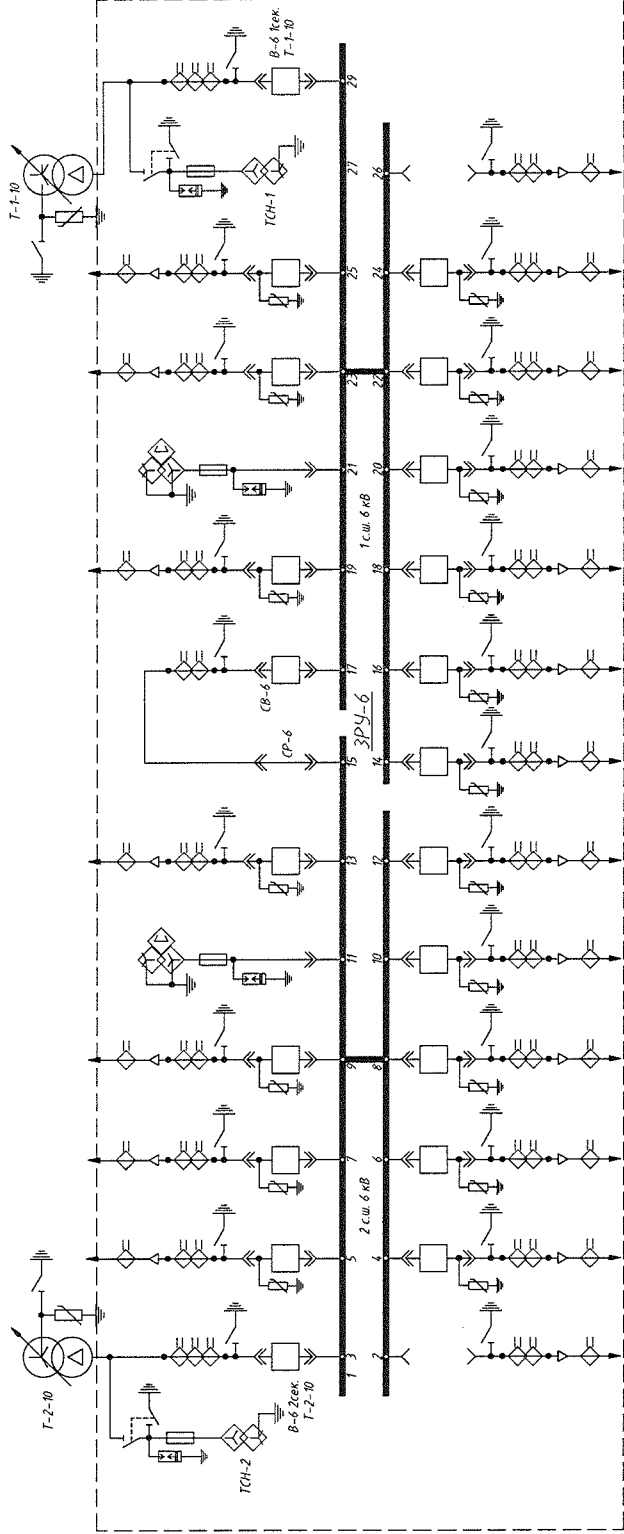 Т-2-10
Т-1-10
ТСН-2
В-6 2сек.
Т-2-10
В-6 1сек.
Т-1-10
ТСН-1
С
С
СР-6
СВ-6
1
3
5
7
9
11
13
15
17
19
21
23
25
27
29
2 с.ш. 6 кВ
ЗРУ-6
1 с.ш. 6 кВ
2
4
6
8
10
12
14
16
18
20
22
24
26